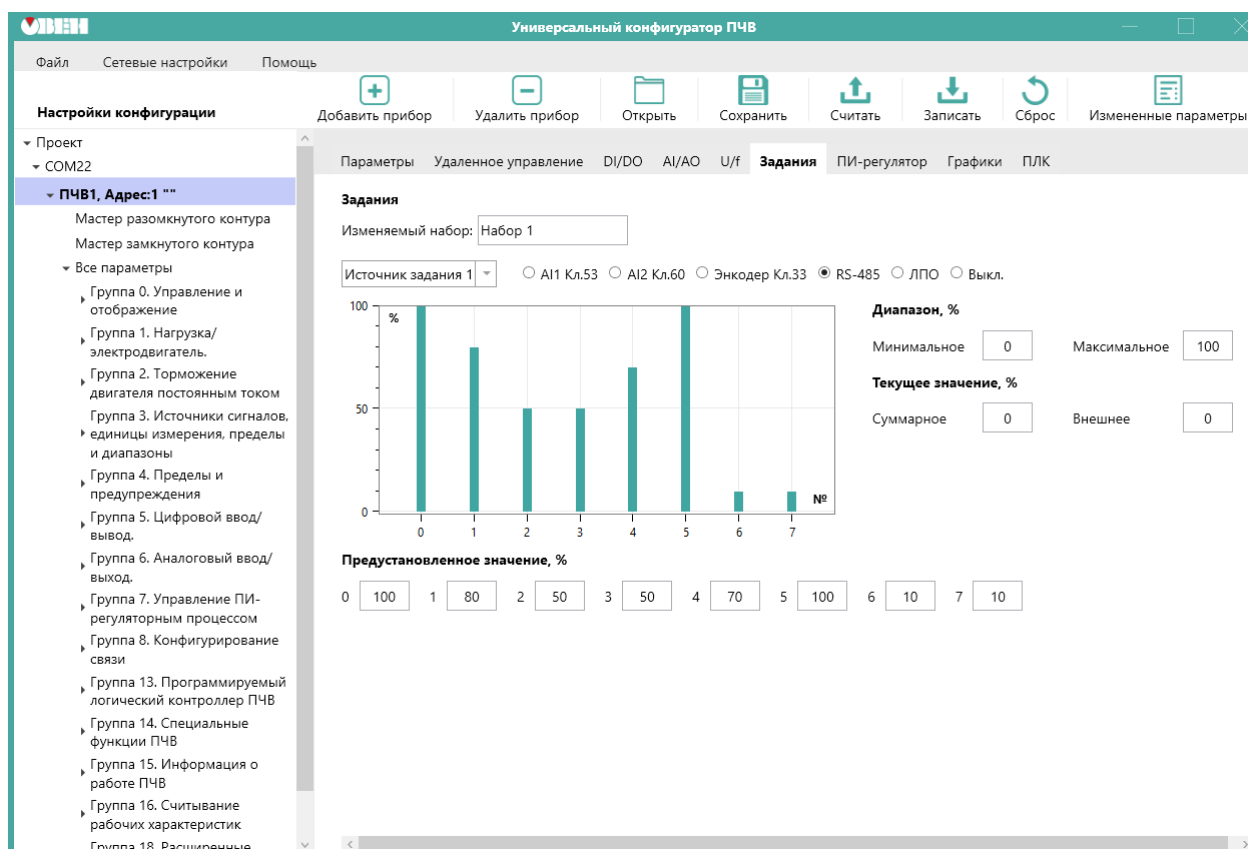 ОВЕН
Универсальный конфигуратор ПЧВ
Файл Сетевые настройки Помощь
Настройки конфигурации
Добавить прибор Удалить прибор Открыть Сохранить Считать Записать Сброс Измененные параметры
Проект
COM22
ПЧВ1, Адрес:1 ""
Мастер разомкнутого контура
Мастер замкнутого контура
Все параметры
Группа 0. Управление и
отображение
Группа 1. Нагрузка/
электродвигатель.
Группа 2. Торможение
двигателя постоянным током
Группа 3. Источники сигналов,
единицы измерения, пределы
и диапазоны
Группа 4. Пределы и
предупреждения
Группа 5. Цифровой ввод/
вывод.
Группа 6. Аналоговый ввод/
выход.
Группа 7. Управление ПИ-
регуляторным процессом
Группа 8. Конфигурирование
связи
Группа 13. Программируемый
логический контроллер ПЧВ
Группа 14. Специальные
функции ПЧВ
Группа 15. Информация о
работе ПЧВ
Группа 16. Считывание
рабочих характеристик
Группа 18. Расширенные
Параметры Удаленное управление DI/DO AI/AO U/f Задания ПИ-регулятор Графики ПЛК
Задания
Изменяемый набор: Набор 1
Источник задания 1 AI1 Кл.53 AI2 Кл.60 Энкодер Кл.33 RS-485 ЛПО Выкл.
100
%
50
0
№
0 1 2 3 4 5 6 7
Диапазон, %
Минимальное 0 Максимальное 100
Текущее значение, %
Суммарное 0 Внешнее 0
Предустановленное значение, %
0 100 1 80 2 50 3 50 4 70 5 100 6 10 7 10